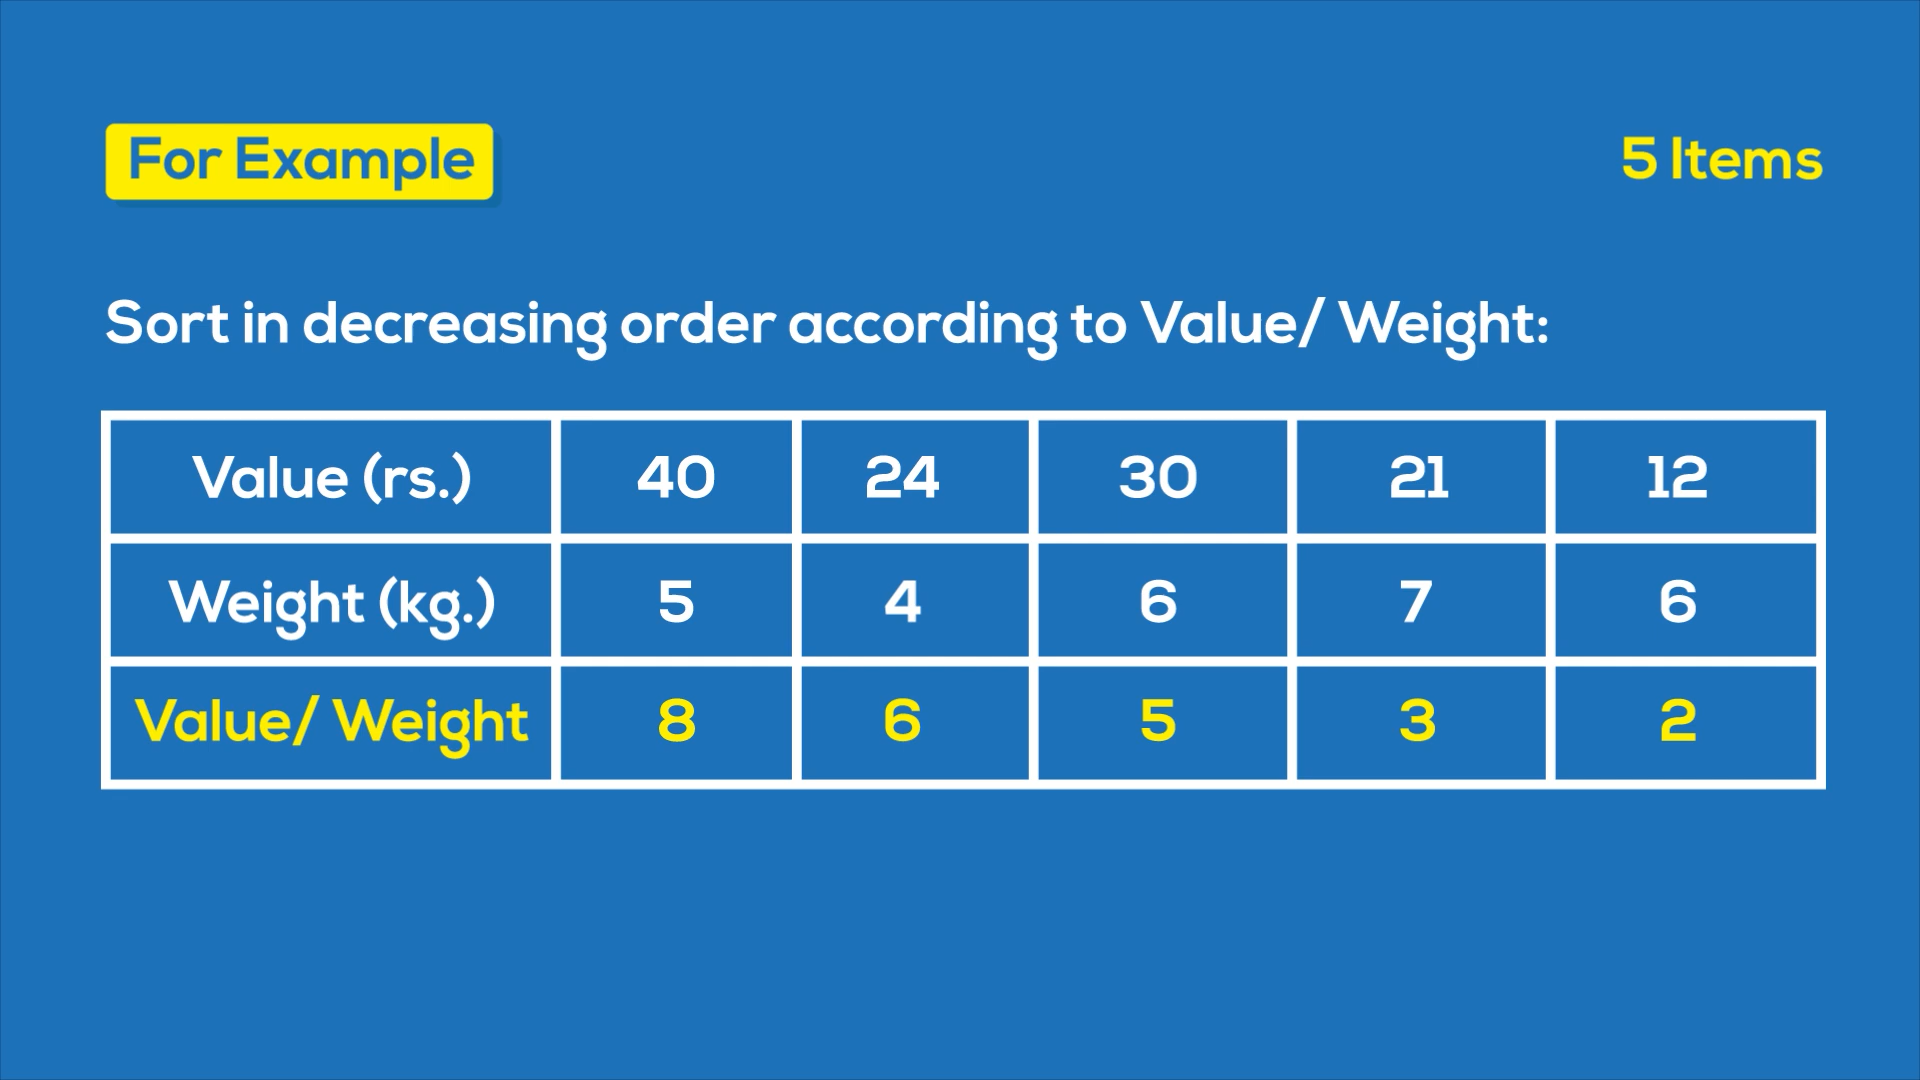 For Example
5 Items
Sort in decreasing order according to Value/ Weight:
Value (rs.) 40 24 30 21 12
Weight (kg.) 5 4 6 7 6
Value/ Weight 8 6 5 3 2